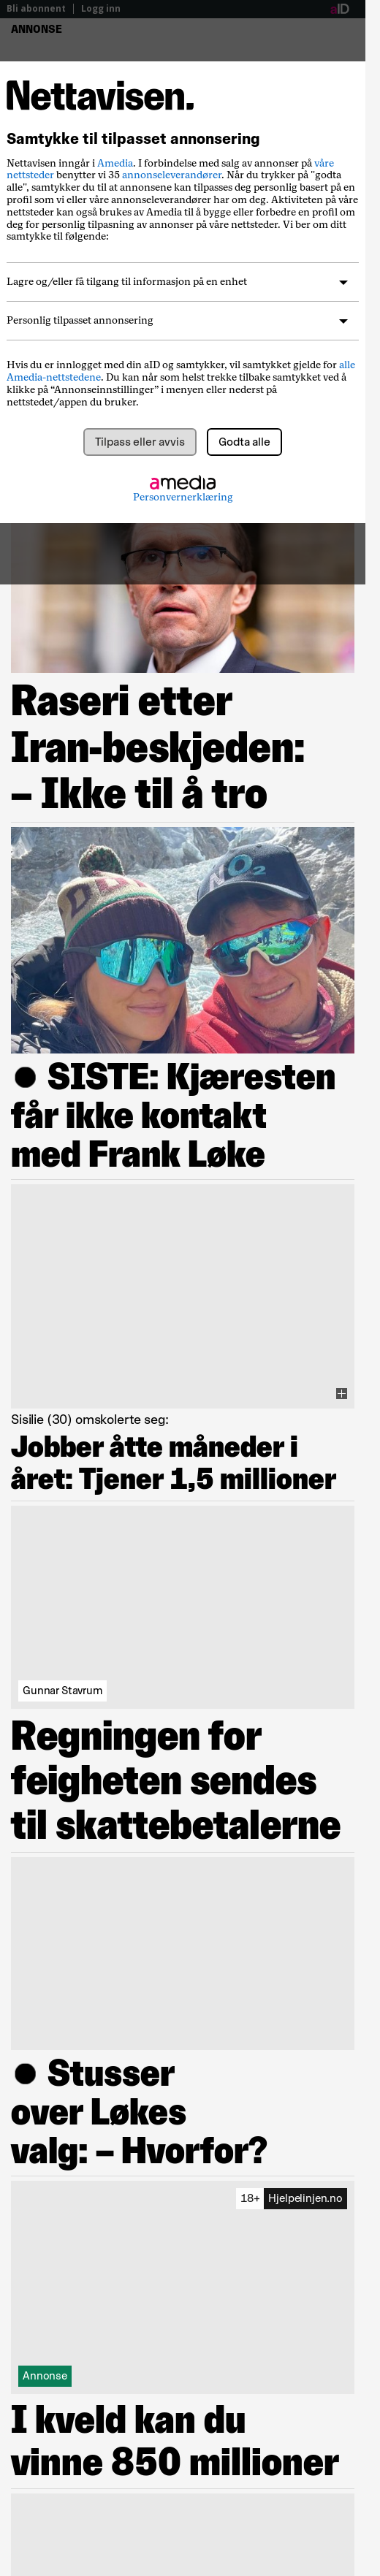 Bli abonnent | Logg inn
aID
ANNONSE
Nettavisen.
Samtykke til tilpasset annonsering
Nettavisen inngår i Amedia. I forbindelse med salg av annonser på våre
nettsteder benytter vi 35 annonseleverandører. Når du trykker på "godta
alle", samtykker du til at annonsene kan tilpasses deg personlig basert på en
profil som vi eller våre annonseleverandører har om deg. Aktiviteten på våre
nettsteder kan også brukes av Amedia til å bygge eller forbedre en profil om
deg for personlig tilpasning av annonser på våre nettsteder. Vi ber om ditt
samtykke til følgende:
Lagre og/eller få tilgang til informasjon på en enhet
Personlig tilpasset annonsering
Hvis du er innlogget med din aID og samtykker, vil samtykket gjelde for alle
Amedia-nettstedene. Du kan når som helst trekke tilbake samtykket ved å
klikke på “Annonseinnstillinger” i menyen eller nederst på
nettstedet/appen du bruker.
Tilpass eller avvis
Godta alle
amedia
Personvernerklæring
Raseri etter
Iran-beskjeden:
– Ikke til å tro
● SISTE: Kjæresten
får ikke kontakt
med Frank Løke
Sisilie (30) omskolerte seg:
Jobber åtte måneder i
året: Tjener 1,5 millioner
Gunnar Stavrum
Regningen for
feigheten sendes
til skattebetalerne
● Stusser
over Løkes
valg: – Hvorfor?
18+ Hjelpelinjen.no
Annonse
I kveld kan du
vinne 850 millioner